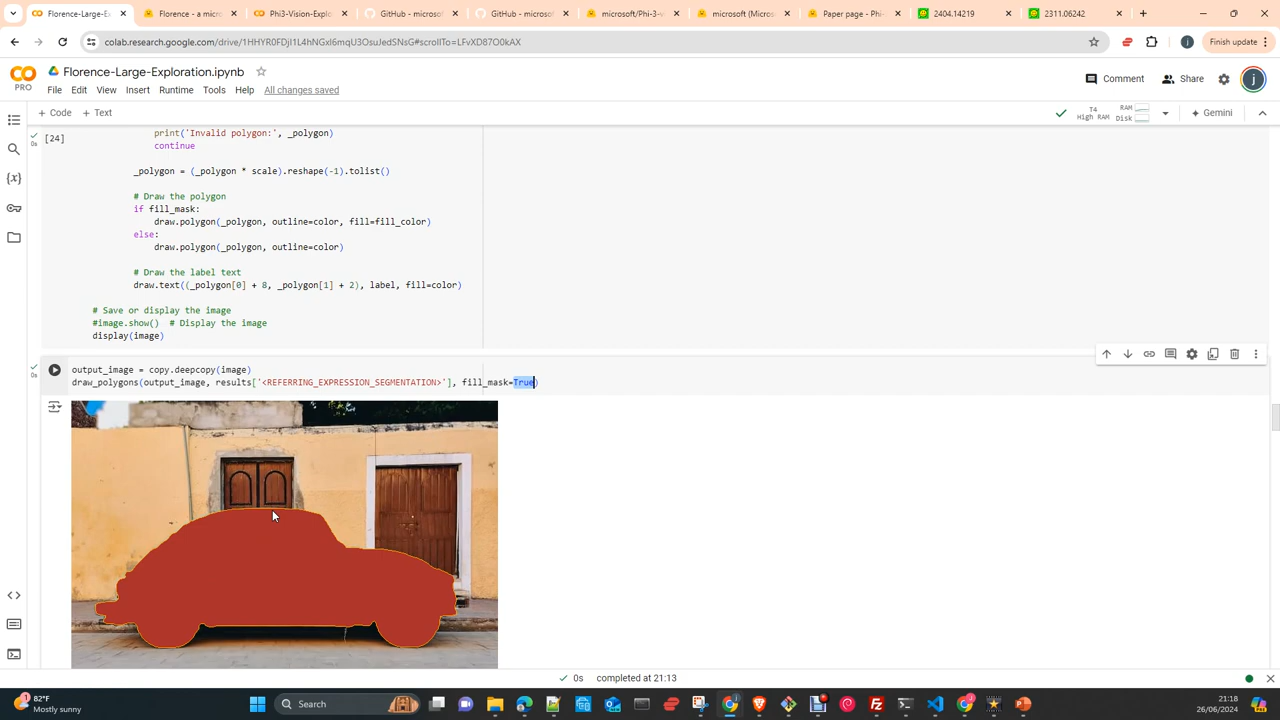 Florence-Large-Exploration.ipynb
Florence - a micro
Phi3-Vision-Explo
GitHub - microsof
GitHub - microsof
microsoft/Phi-3-v
microsoft (Micros
Paper page - Phi-
2404.14219
2311.06242
colab.research.google.com/drive/
Finish update
Florence-Large-Exploration.ipynb
PRO
File Edit View Insert Runtime Tools Help All changes saved
Comment
Share
j
+ Code + Text
T4
High RAM
RAM
Disk
Gemini
0s
[24]
print('Invalid polygon:', _polygon)
continue
_polygon = (_polygon * scale).reshape(-1).tolist()
# Draw the polygon
if fill_mask:
draw.polygon(_polygon, outline=color, fill=fill_color)
else:
draw.polygon(_polygon, outline=color)
# Draw the label text
draw.text((_polygon[0] + 8, _polygon[1] + 2), label, fill=color)
# Save or display the image
#image.show() # Display the image
display(image)
0s
output_image = copy.deepcopy(image)
draw_polygons(output_image, results['<REFERRING_EXPRESSION_SEGMENTATION>'], fill_mask=True)
0s completed at 21:13
82°F
Mostly sunny
Search
21:18
26/06/2024